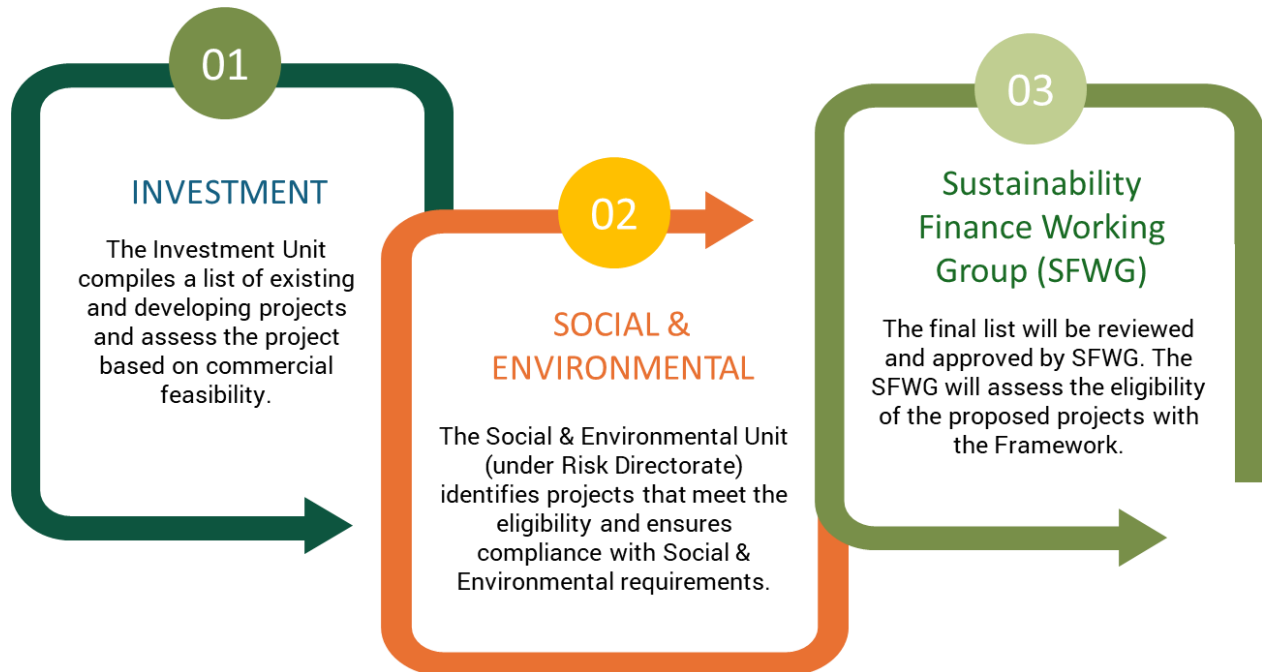 01
INVESTMENT
The Investment Unit
compiles a list of existing
and developing projects
and assess the project
based on commercial
feasibility.
02
SOCIAL &
ENVIRONMENTAL
The Social & Environmental Unit
(under Risk Directorate)
identifies projects that meet the
eligibility and ensures
compliance with Social &
Environmental requirements.
03
Sustainability
Finance Working
Group (SFWG)
The final list will be reviewed
and approved by SFWG. The
SFWG will assess the eligibility
of the proposed projects with
the Framework.